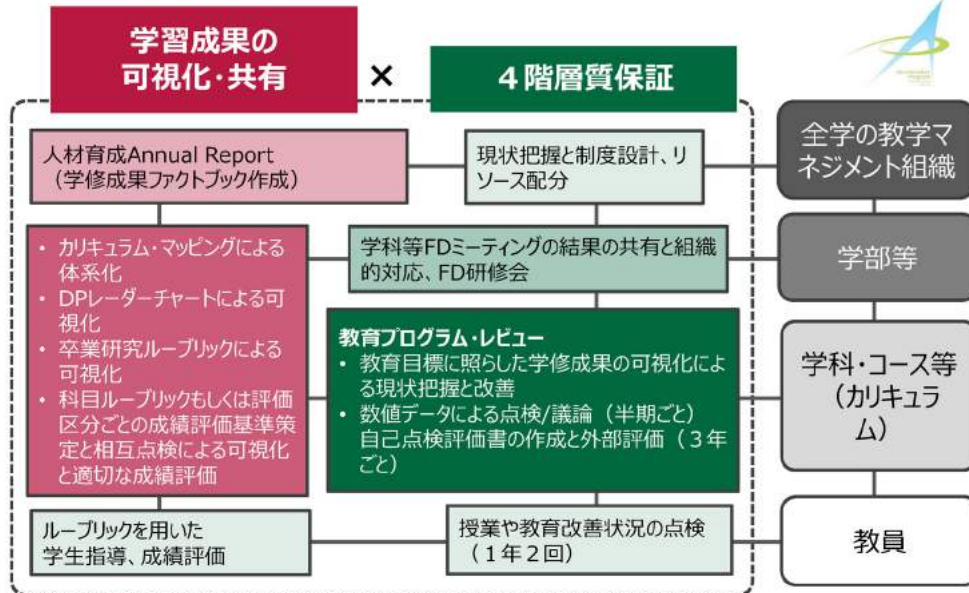 学習成果の
可視化・共有
×
４階層質保証
人材育成Annual Report
（学修成果ファクトブック作成）
現状把握と制度設計、リ
ソース配分
全学の教学マ
ネジメント組織
• カリキュラム・マッピングによる
体系化
• DPレーダーチャートによる可
視化
• 卒業研究ルーブリックによる
可視化
• 科目ルーブリックもしくは評価
区分ごとの成績評価基準策
定と相互点検による可視化
と適切な成績評価
学科等FDミーティングの結果の共有と組織
的対応、FD研修会
学部等
教育プログラム・レビュー
• 教育目標に照らした学修成果の可視化によ
る現状把握と改善
• 数値データによる点検/議論（半期ごと）
自己点検評価書の作成と外部評価（３年
ごと）
学科・コース等
（カリキュラ
ム）
ルーブリックを用いた
学生指導、成績評価
授業や教育改善状況の点検
（１年２回）
教員